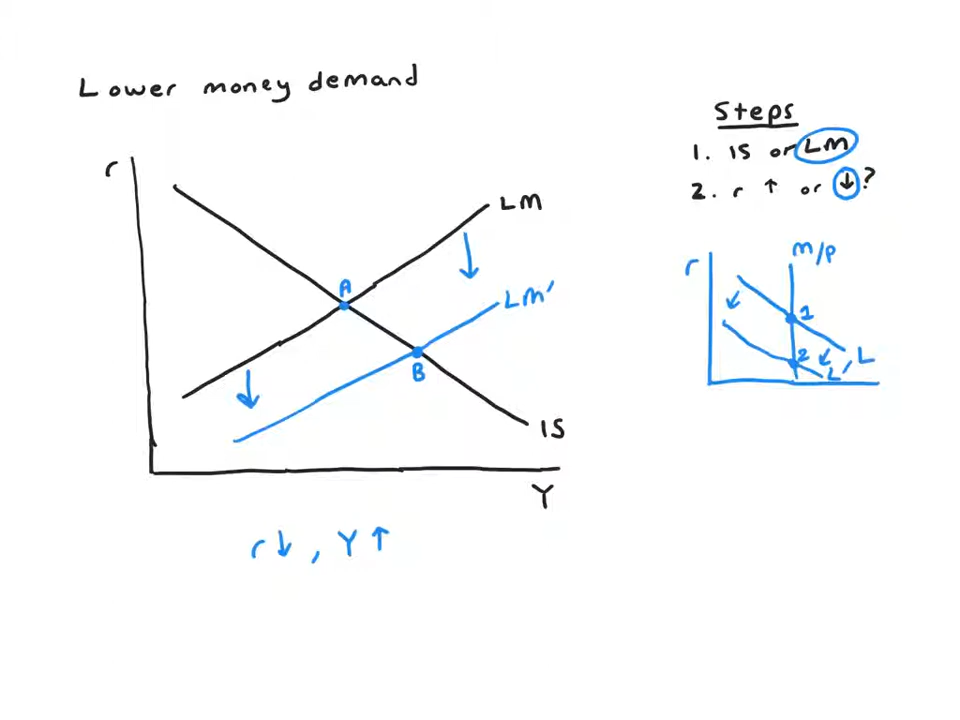 Lower money demand
Steps
1. IS or LM
2. r ↑ or ↓?
r
LM
A
LM'
B
IS
Y
r↓, Y↑
r
M/P
1
2
L
L'